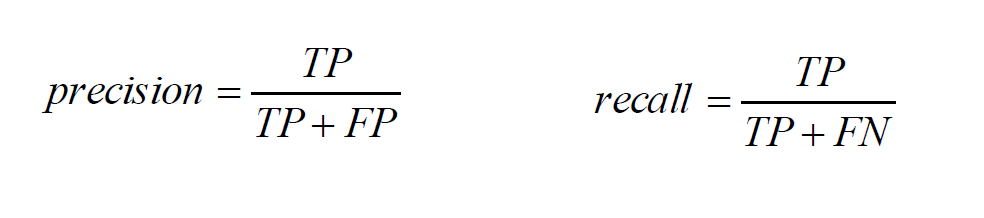 precision = TP / TP + FP
recall = TP / TP + FN